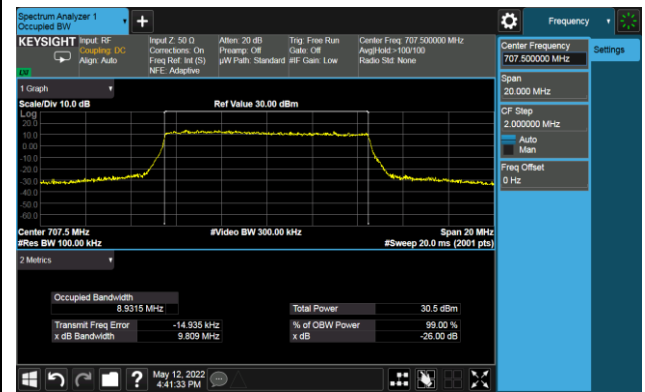 Spectrum Analyzer 1
Occupied BW
Frequency
KEYSIGHT
Input: RF
Coupling: DC
Align: Auto
Input Z: 50 Ω
Corrections: On
Freq Ref: Int (S)
NFE: Adaptive
Atten: 20 dB
Preamp: Off
µW Path: Standard
Trig: Free Run
Gate: Off
#IF Gain: Low
Center Freq: 707.500000 MHz
Avg|Hold:>100/100
Radio Std: None
Center Frequency
707.500000 MHz
Settings
Span
20.000 MHz
CF Step
2.000000 MHz
Auto
Man
Freq Offset
0 Hz
1 Graph
Scale/Div 10.0 dB
Ref Value 30.00 dBm
Log
20.0
10.0
0.00
-10.0
-20.0
-30.0
-40.0
-50.0
-60.0
Center 707.5 MHz
#Video BW 300.00 kHz
Span 20 MHz
#Res BW 100.00 kHz
#Sweep 20.0 ms (2001 pts)
2 Metrics
Occupied Bandwidth
8.9315 MHz
Total Power
30.5 dBm
Transmit Freq Error
-14.935 kHz
% of OBW Power
99.00 %
x dB Bandwidth
9.809 MHz
x dB
-26.00 dB
May 12, 2022
4:41:33 PM